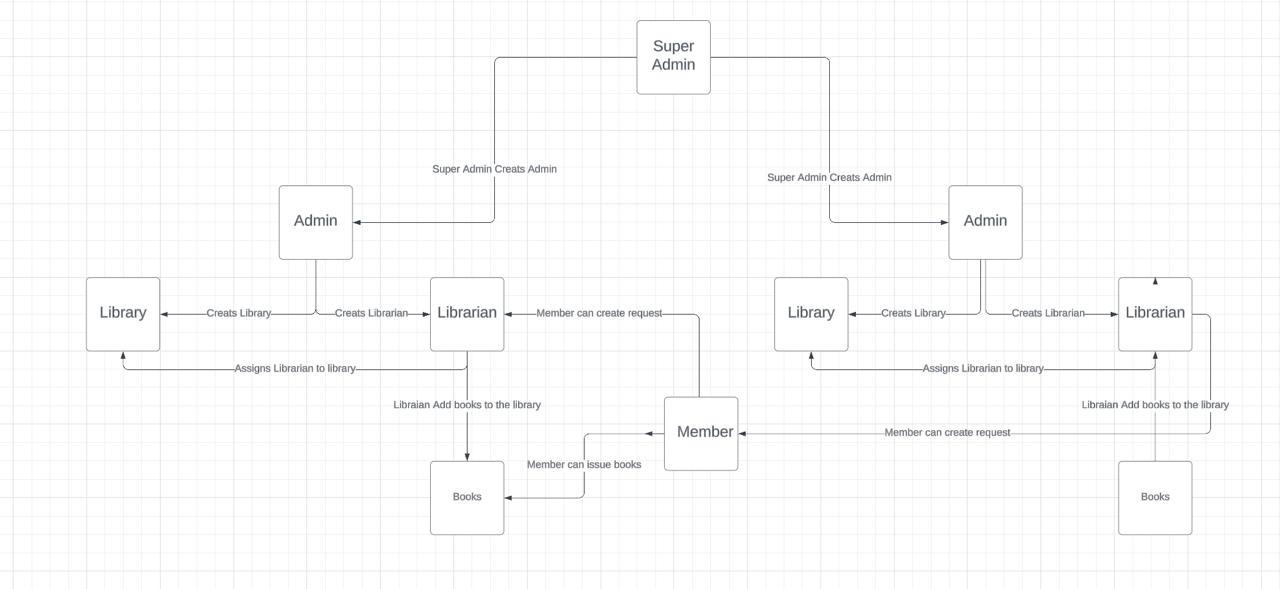 Super
Admin
Super Admin Creats Admin
Super Admin Creats Admin
Admin
Admin
Library
Creats Library
Creats Librarian
Librarian
Member can create request
Library
Creats Library
Creats Librarian
Librarian
Assigns Librarian to library
Assigns Librarian to library
Libraian Add books to the library
Libraian Add books to the library
Member
Member can create request
Member can issue books
Books
Books